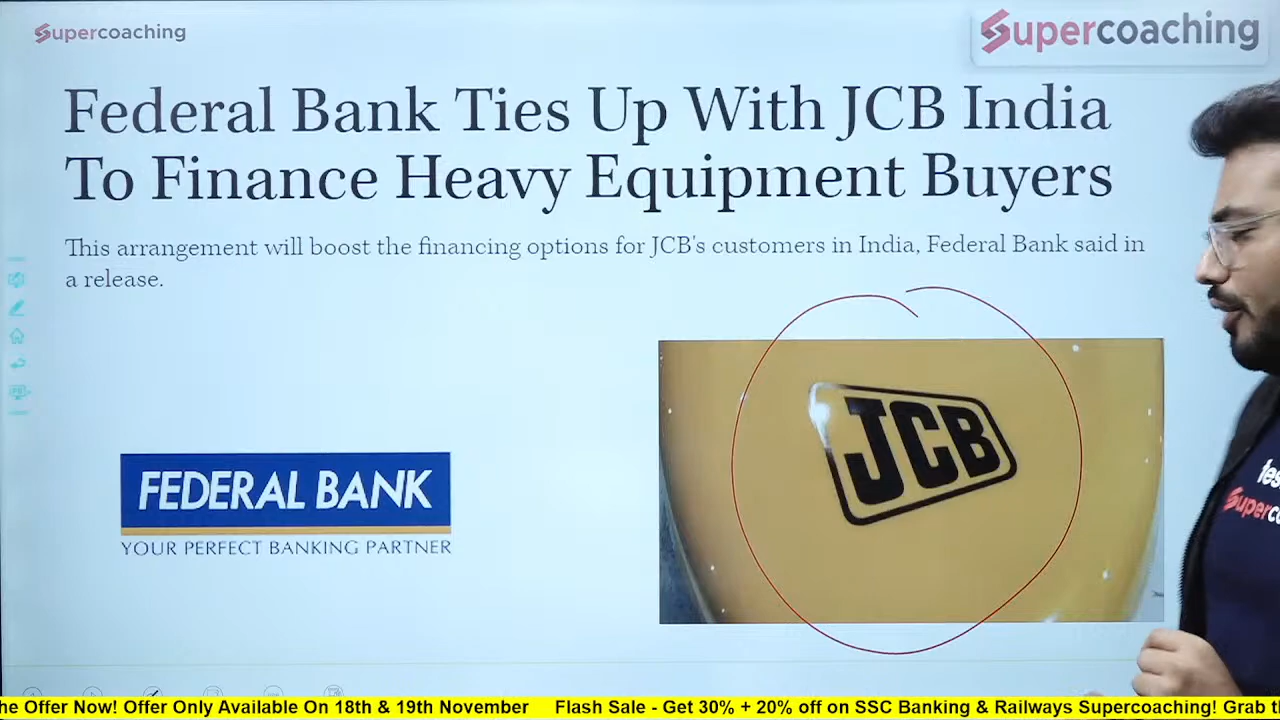 Supercoaching
Supercoaching
Federal Bank Ties Up With JCB India
To Finance Heavy Equipment Buyers
This arrangement will boost the financing options for JCB's customers in India, Federal Bank said in
a release.
JCB
FEDERAL BANK
YOUR PERFECT BANKING PARTNER
he Offer Now! Offer Only Available On 18th & 19th November Flash Sale - Get 30% + 20% off on SSC Banking & Railways Supercoaching! Grab t